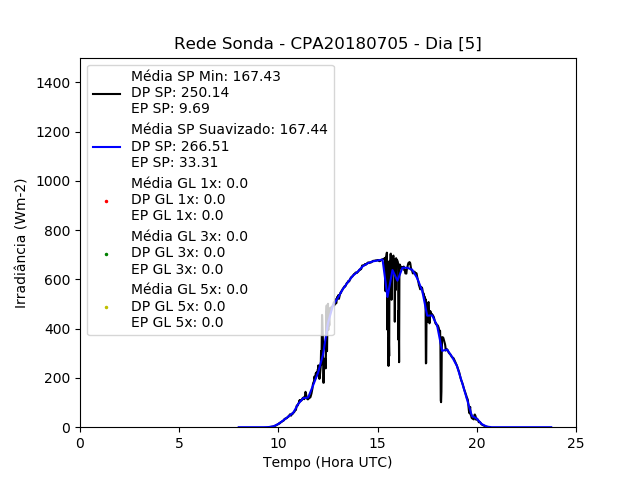 Rede Sonda - CPA20180705 - Dia [5]
Média SP Min: 167.43
DP SP: 250.14
EP SP: 9.69
Média SP Suavizado: 167.44
DP SP: 266.51
EP SP: 33.31
Média GL 1x: 0.0
DP GL 1x: 0.0
EP GL 1x: 0.0
Média GL 3x: 0.0
DP GL 3x: 0.0
EP GL 3x: 0.0
Média GL 5x: 0.0
DP GL 5x: 0.0
EP GL 5x: 0.0
Irradiância (Wm-2)
1400
1200
1000
800
600
400
200
0
0 5 10 15 20 25
Tempo (Hora UTC)